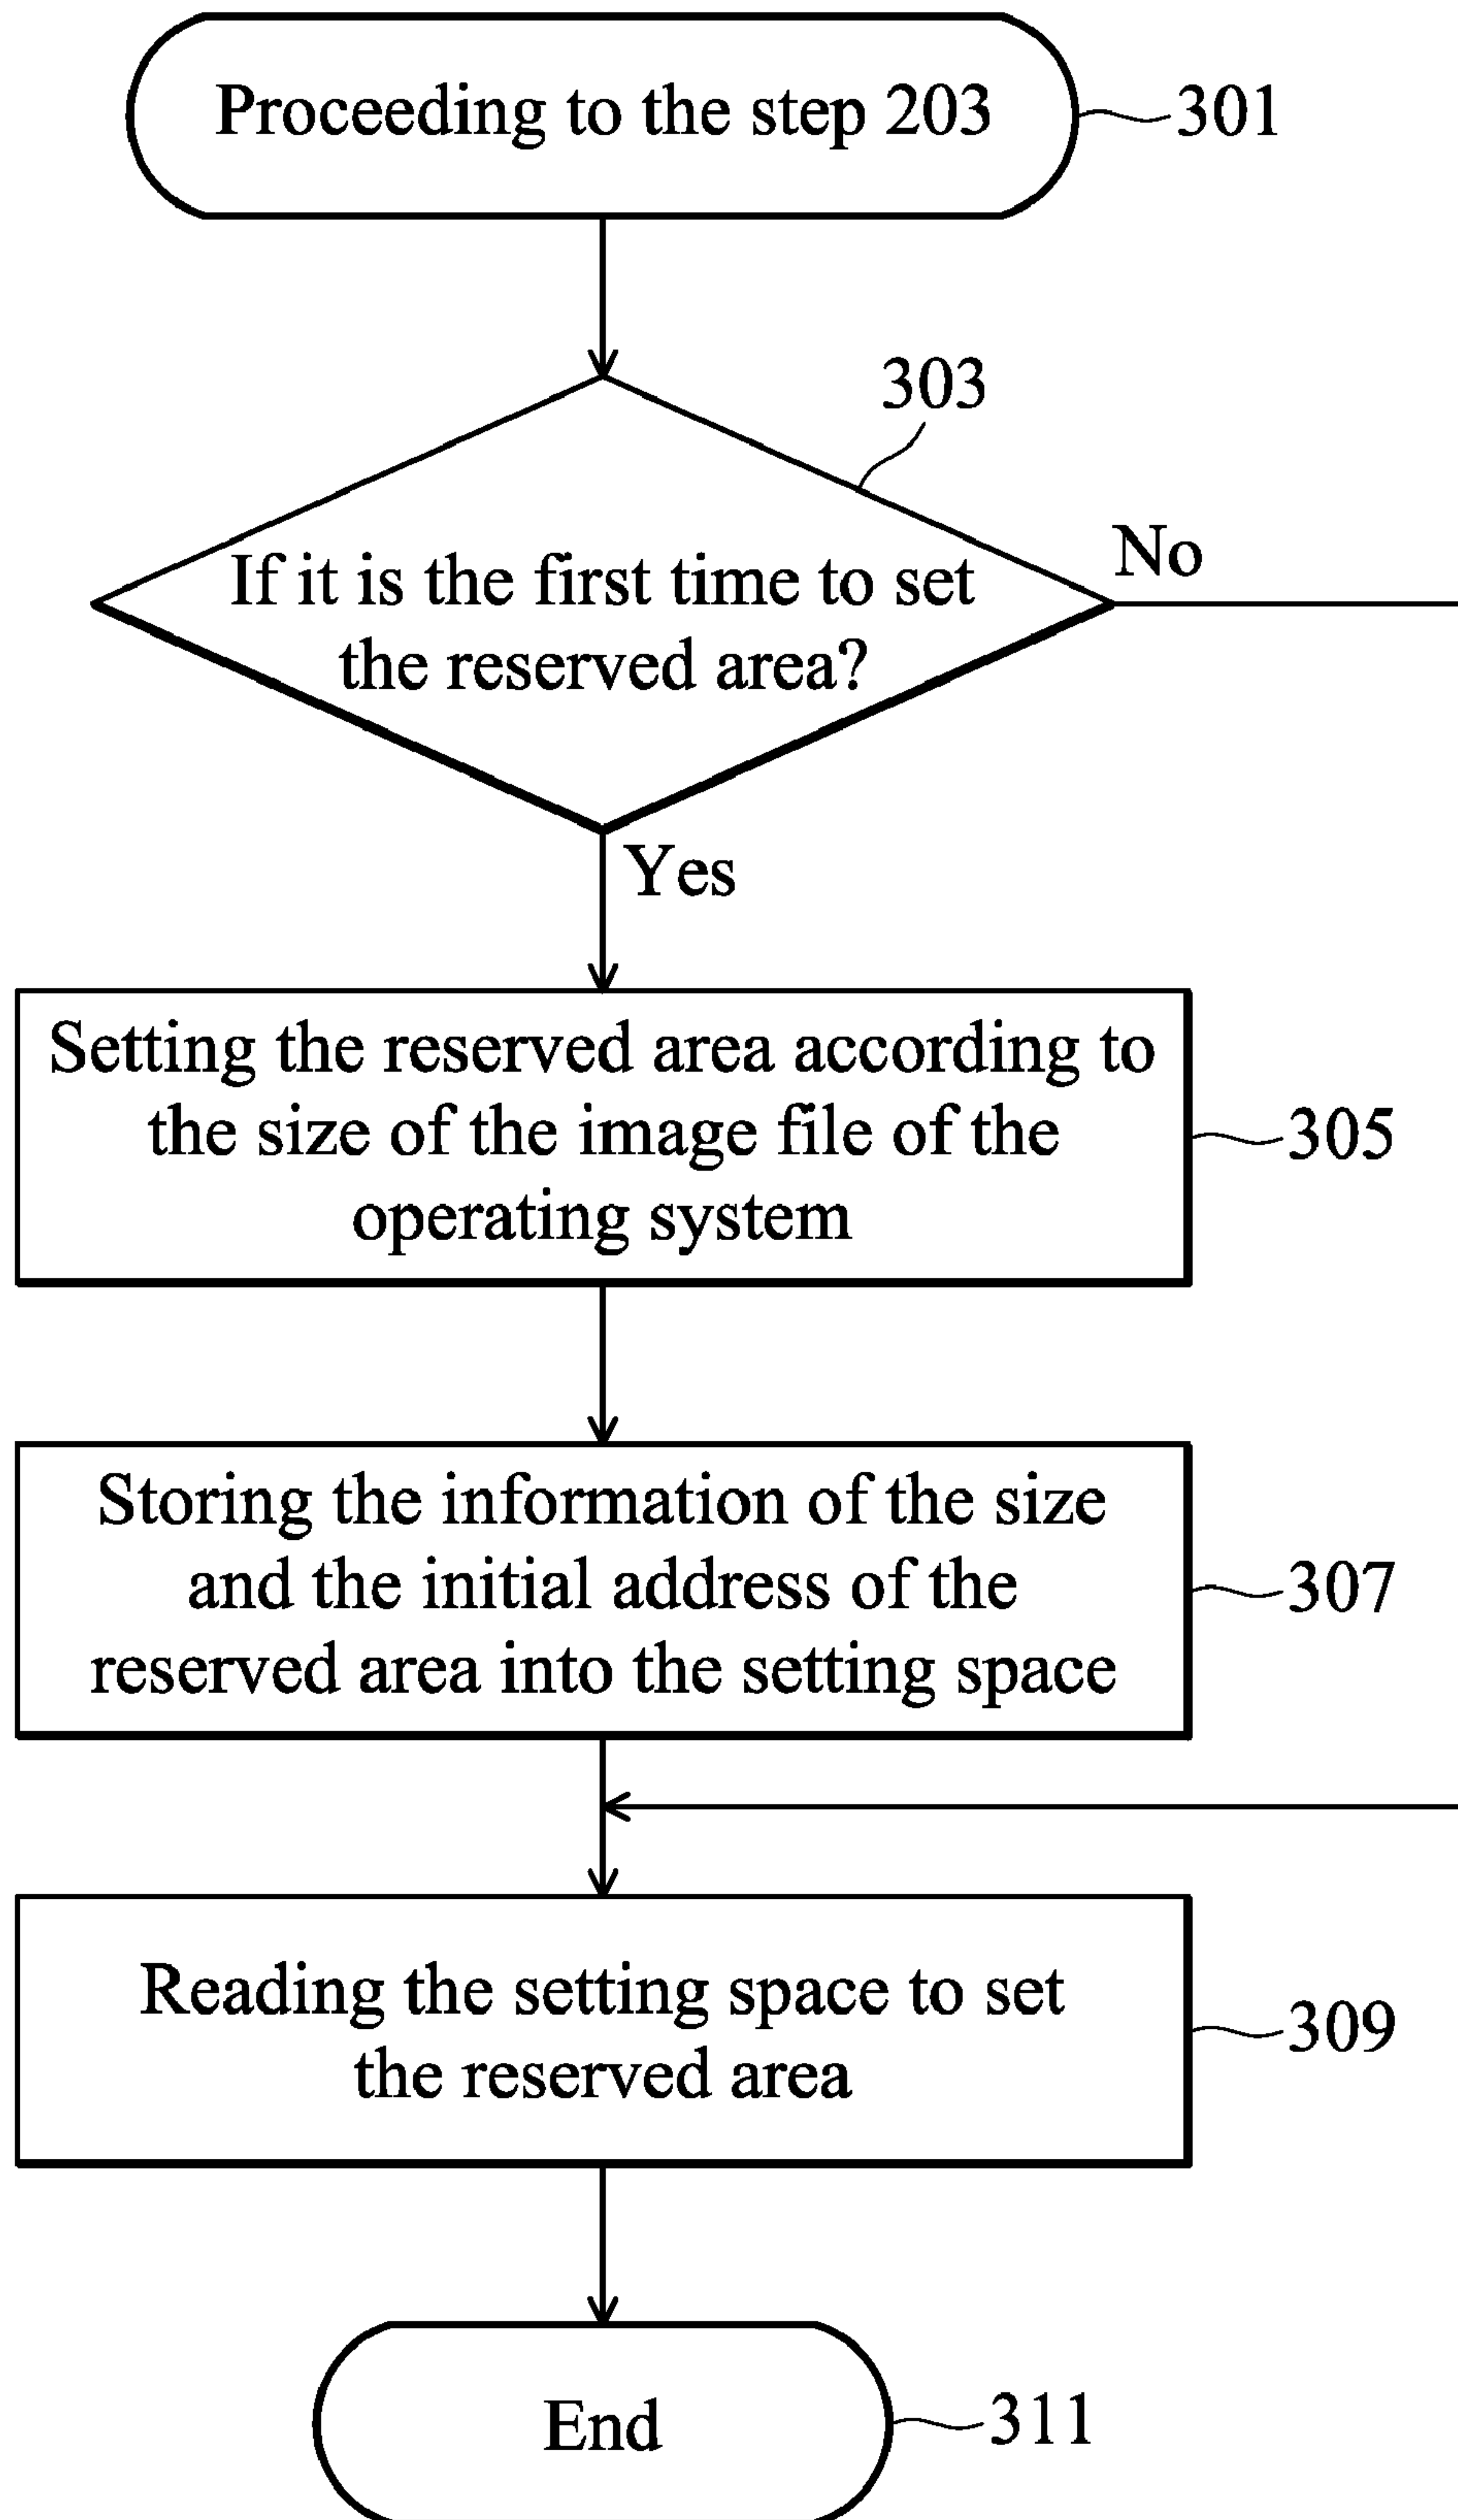 Proceeding to the step 203
301
303
If it is the first time to set
the reserved area?
No
Yes
Setting the reserved area according to
the size of the image file of the
operating system
305
Storing the information of the size
and the initial address of the
reserved area into the setting space
307
Reading the setting space to set
the reserved area
309
End
311